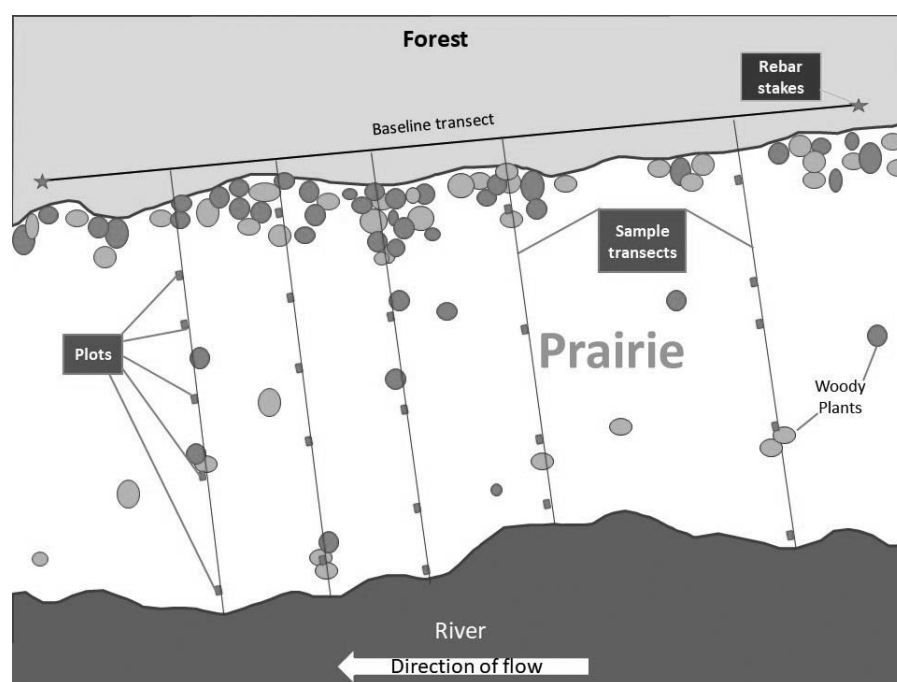 Forest
Rebar
stakes
Baseline transect
Sample
transects
Plots
Prairie
Woody
Plants
River
Direction of flow